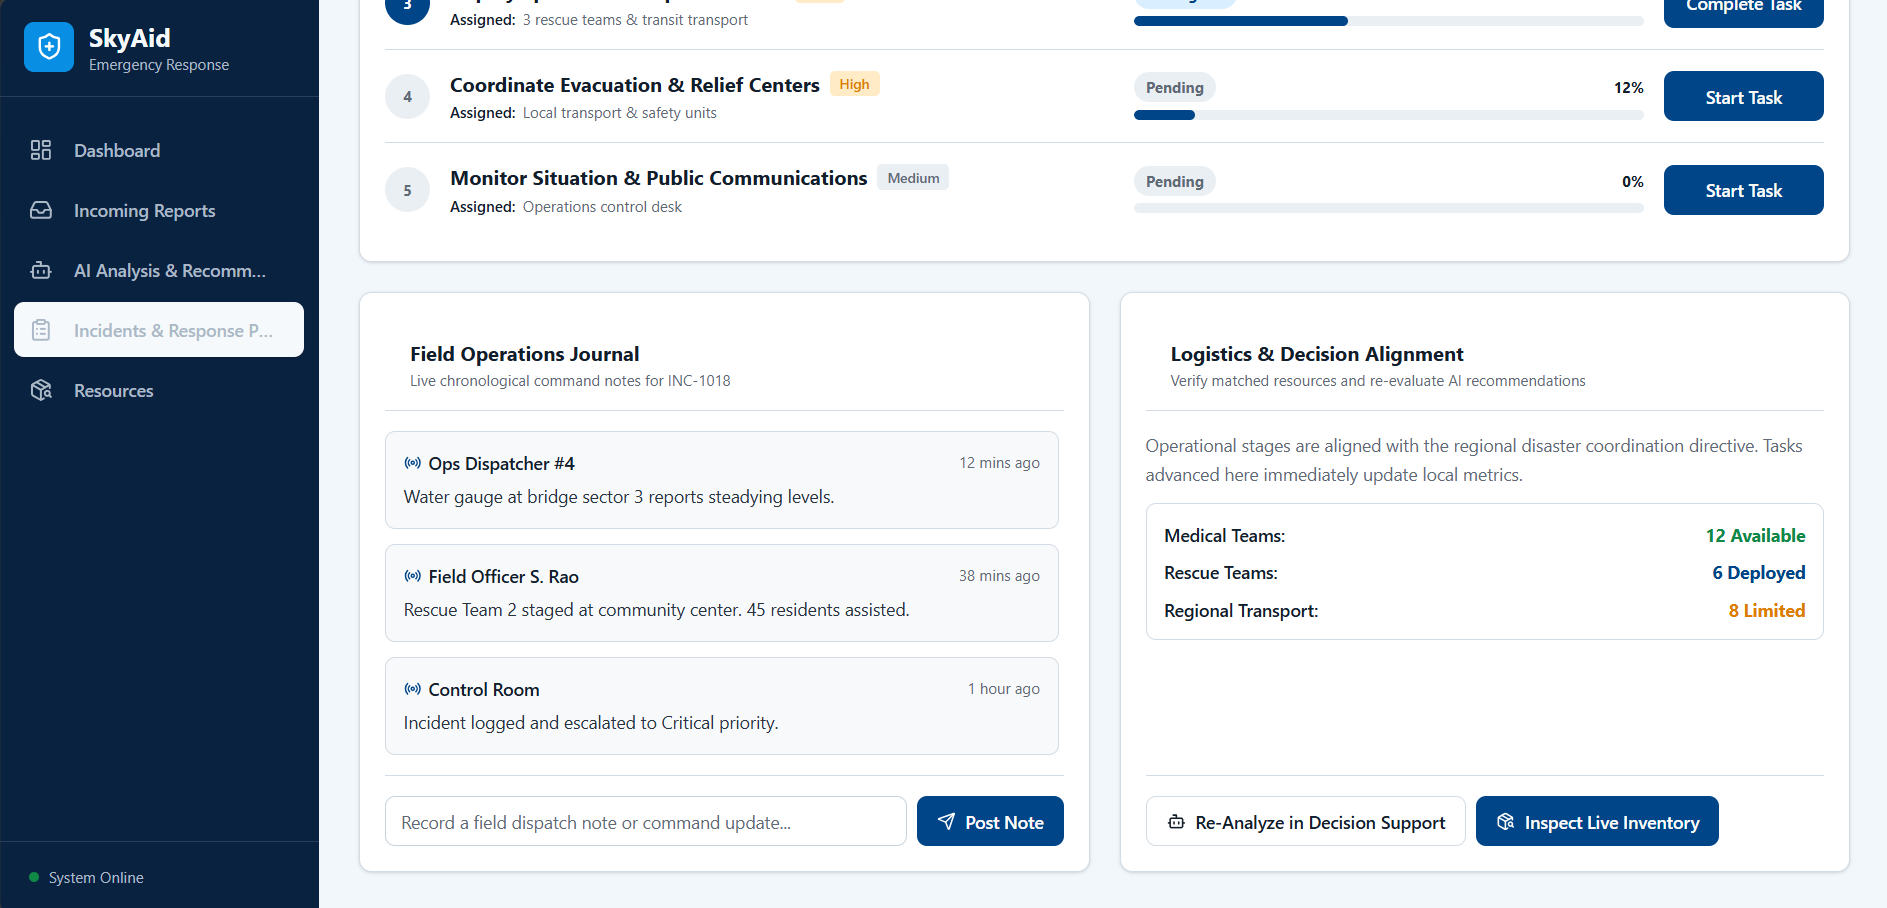 SkyAid
Emergency Response
Dashboard
Incoming Reports
AI Analysis & Recomm...
Incidents & Response P...
Resources
System Online
3
Assigned: 3 rescue teams & transit transport
Complete Task
4
Coordinate Evacuation & Relief Centers High
Assigned: Local transport & safety units
Pending 12%
Start Task
5
Monitor Situation & Public Communications Medium
Assigned: Operations control desk
Pending 0%
Start Task
Field Operations Journal
Live chronological command notes for INC-1018
Ops Dispatcher #4 12 mins ago
Water gauge at bridge sector 3 reports steadying levels.
Field Officer S. Rao 38 mins ago
Rescue Team 2 staged at community center. 45 residents assisted.
Control Room 1 hour ago
Incident logged and escalated to Critical priority.
Record a field dispatch note or command update... Post Note
Logistics & Decision Alignment
Verify matched resources and re-evaluate AI recommendations
Operational stages are aligned with the regional disaster coordination directive. Tasks
advanced here immediately update local metrics.
Medical Teams: 12 Available
Rescue Teams: 6 Deployed
Regional Transport: 8 Limited
Re-Analyze in Decision Support Inspect Live Inventory